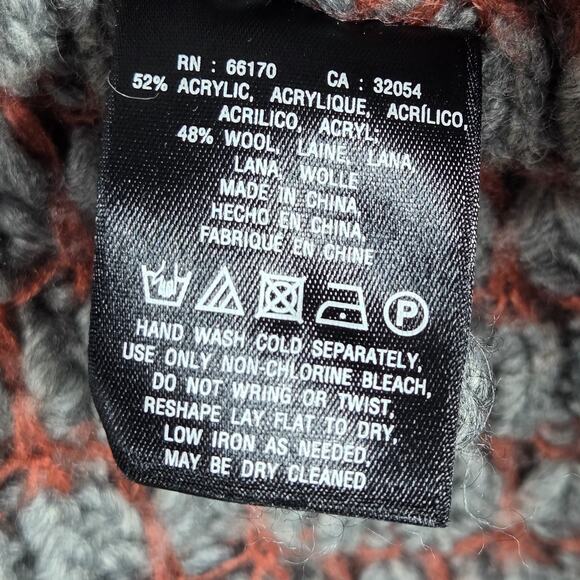 RN : 66170 CA : 32054
52% ACRYLIC, ACRYLIQUE, ACRÍLICO,
ACRILICO, ACRYL,
48% WOOL, LAINE, LANA,
LANA, WOLLE
MADE IN CHINA,
HECHO EN CHINA,
FABRIQUÉ EN CHINE
P
HAND WASH COLD SEPARATELY,
USE ONLY NON-CHLORINE BLEACH,
DO NOT WRING OR TWIST,
RESHAPE LAY FLAT TO DRY,
LOW IRON AS NEEDED,
MAY BE DRY CLEANED